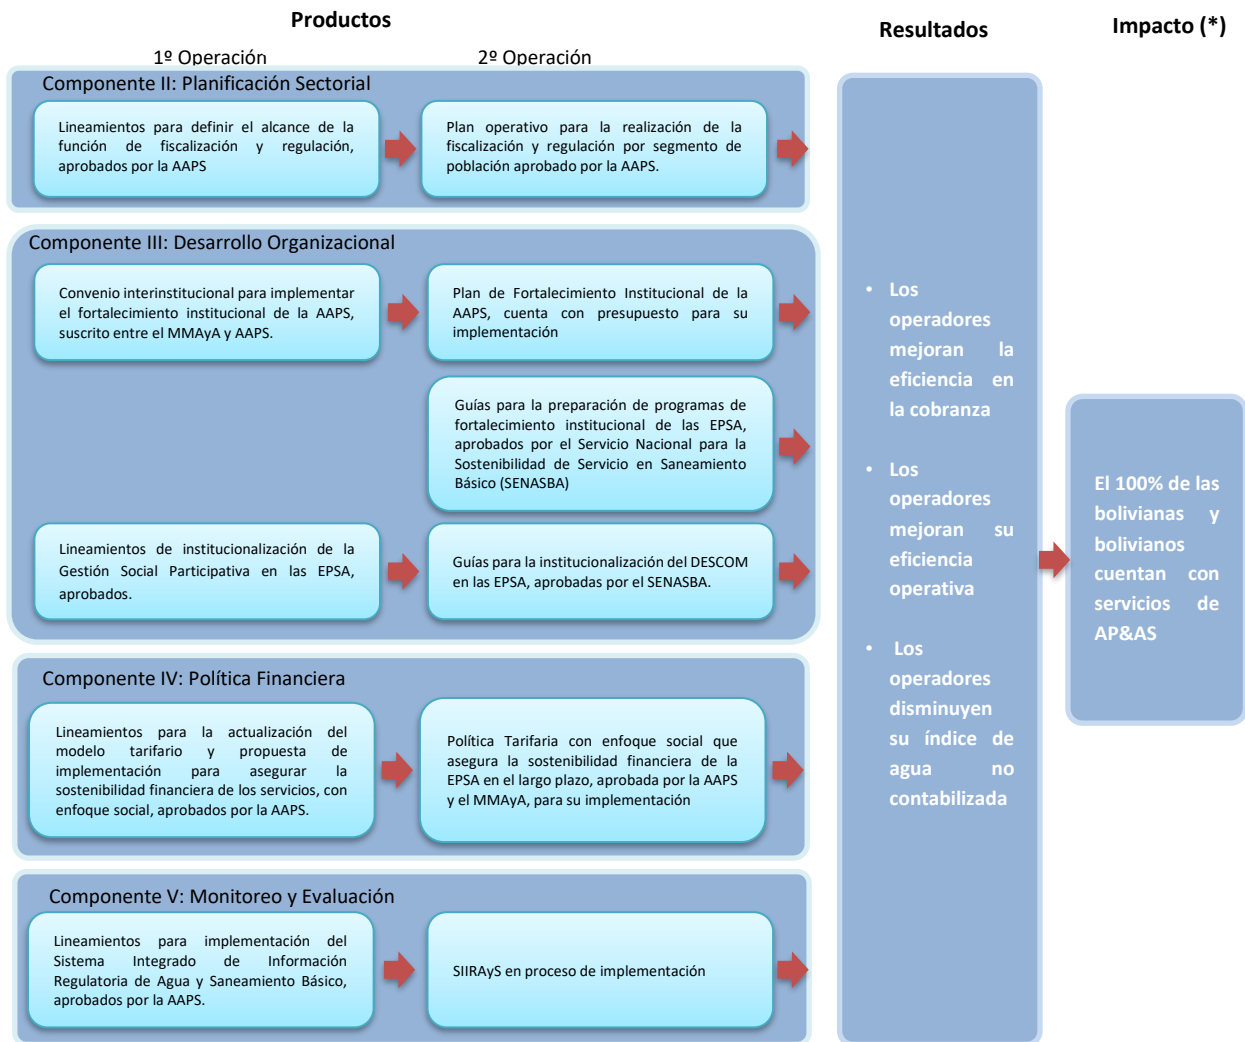 Productos
Resultados
Impacto (*)
1º Operación
2º Operación
Componente II: Planificación Sectorial
Lineamientos para definir el alcance de la
función de fiscalización y regulación,
aprobados por la AAPS
Plan operativo para la realización de la
fiscalización y regulación por segmento de
población aprobado por la AAPS.
Componente III: Desarrollo Organizacional
Convenio interinstitucional para implementar
el fortalecimiento institucional de la AAPS,
suscrito entre el MMAyA y AAPS.
Plan de Fortalecimiento Institucional de la
AAPS, cuenta con presupuesto para su
implementación
Guías para la preparación de programas de
fortalecimiento institucional de las EPSA,
aprobados por el Servicio Nacional para la
Sostenibilidad de Servicio en Saneamiento
Básico (SENASBA)
Lineamientos de institucionalización de la
Gestión Social Participativa en las EPSA,
aprobados.
Guías para la institucionalización del DESCOM
en las EPSA, aprobadas por el SENASBA.
Componente IV: Política Financiera
Lineamientos para la actualización del
modelo tarifario y propuesta de
implementación para asegurar la
sostenibilidad financiera de los servicios, con
enfoque social, aprobados por la AAPS.
Política Tarifaria con enfoque social que
asegura la sostenibilidad financiera de la
EPSA en el largo plazo, aprobada por la AAPS
y el MMAyA, para su implementación
Componente V: Monitoreo y Evaluación
Lineamientos para implementación del
Sistema Integrado de Información
Regulatoria de Agua y Saneamiento Básico,
aprobados por la AAPS.
SIIRAyS en proceso de implementación
• Los
operadores
mejoran la
eficiencia en
la cobranza
• Los
operadores
mejoran su
eficiencia
operativa
• Los
operadores
disminuyen
su índice de
agua no
contabilizada
El 100% de las
bolivianas y
bolivianos
cuentan con
servicios de
AP&AS